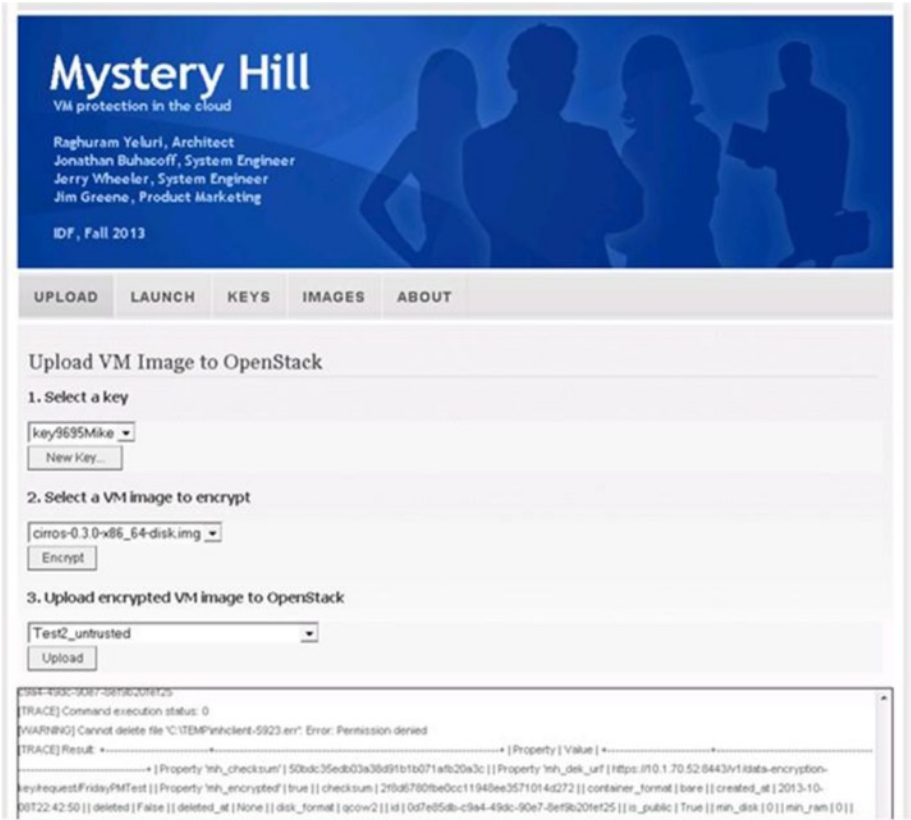 Mystery Hill
VM protection in the cloud
Raghuram Yeluri, Architect
Jonathan Buhacoff, System Engineer
Jerry Wheeler, System Engineer
Jim Greene, Product Marketing
IDF, Fall 2013
UPLOAD LAUNCH KEYS IMAGES ABOUT
Upload VM Image to OpenStack
1. Select a key
key9695Mike
New Key...
2. Select a VM image to encrypt
cirros-0.3.0-x86_64-disk.img
Encrypt
3. Upload encrypted VM image to OpenStack
Test2_untrusted
Upload
c9a4-49dc-90e7-8ef9b20fef25
[TRACE] Command execution status: 0
[WARNING] Cannot delete file 'C:\TEMP\mhclient-5923.err': Error: Permission denied
[TRACE] Result: +----------------------+----------------------------------------------------------+ | Property | Value | +----------------------+---------------------------------
-------------------------+ | Property 'mh_checksum' | 50bdc35edb03a38d91b1b071afb20a3c | | Property 'mh_dek_url' | https://10.1.70.52:8443/v1/data-encryption-
key/request/FridayPMTest | | Property 'mh_encrypted' | true | | checksum | 2f8d6780fbe0cc11948ee3571014d272 | | container_format | bare | | created_at | 2013-10-
08T22:42:50 | | deleted | False | | deleted_at | None | | disk_format | qcow2 | | id | 0d7e85db-c9a4-49dc-90e7-8ef9b20fef25 | | is_public | True | | min_disk | 0 | | min_ram | 0 | |